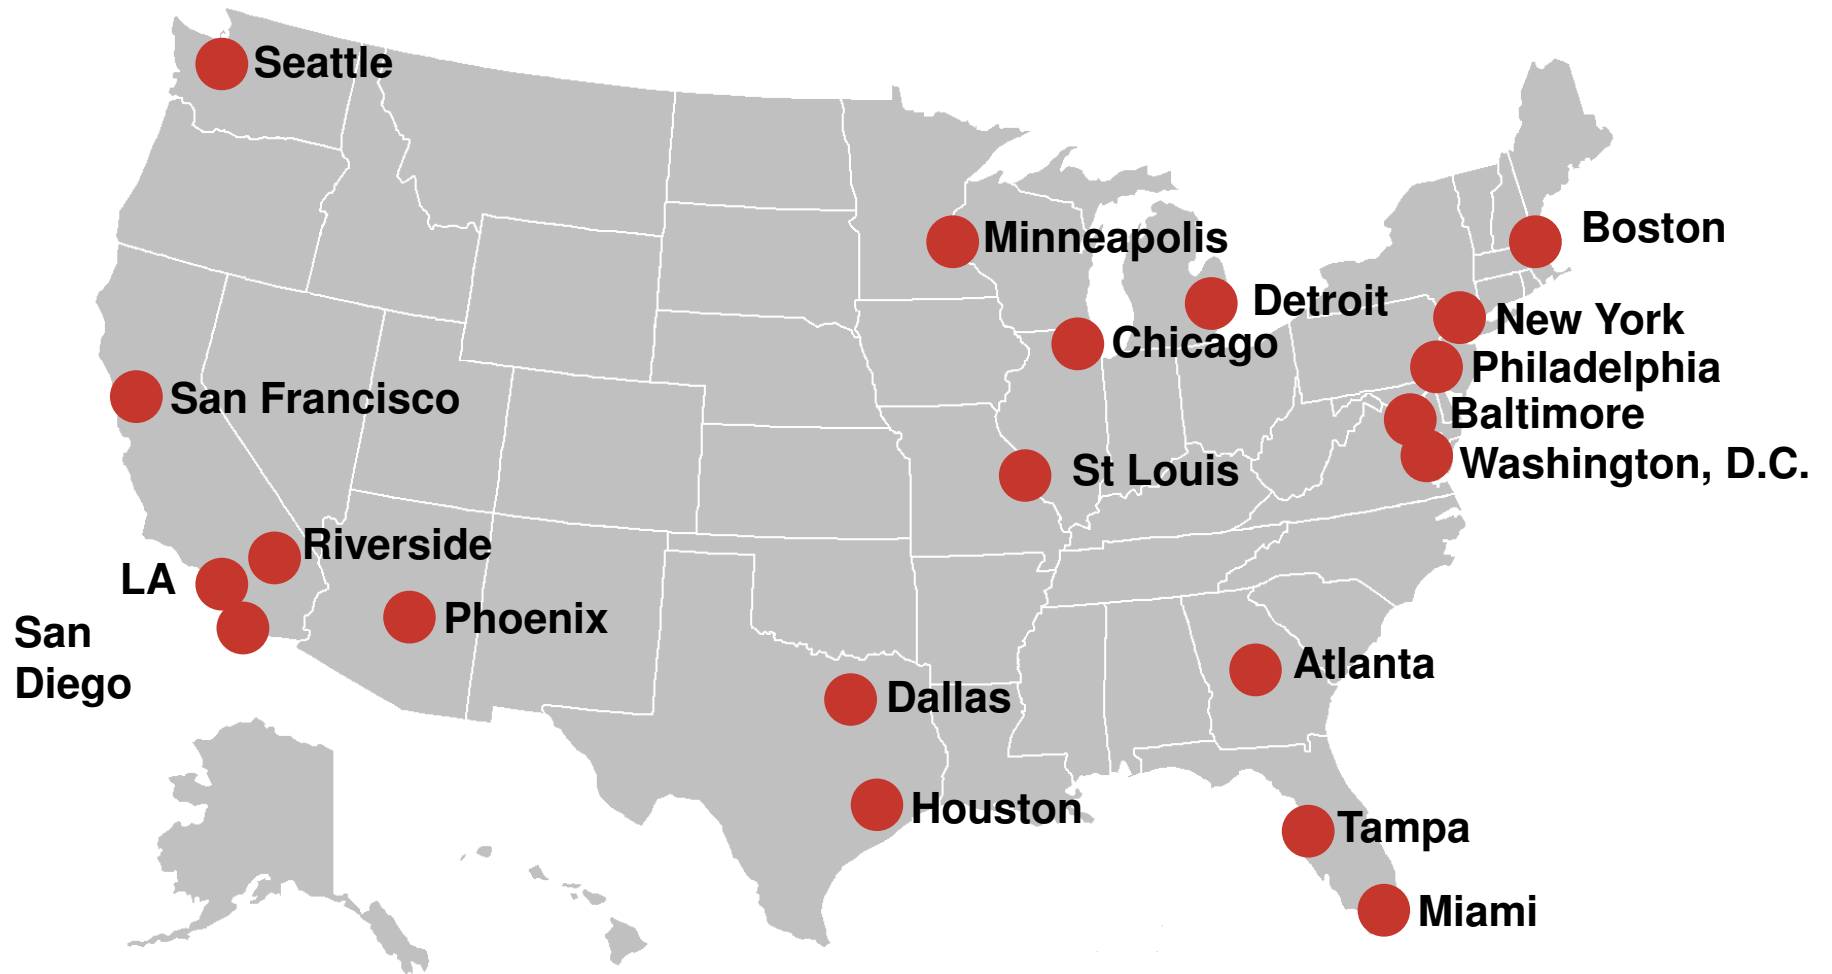 Seattle
Boston
Minneapolis
Detroit
New York
Chicago
Philadelphia
San Francisco
Baltimore
Washington, D.C.
St Louis
Riverside
LA
Phoenix
San
Diego
Atlanta
Dallas
Houston
Tampa
Miami